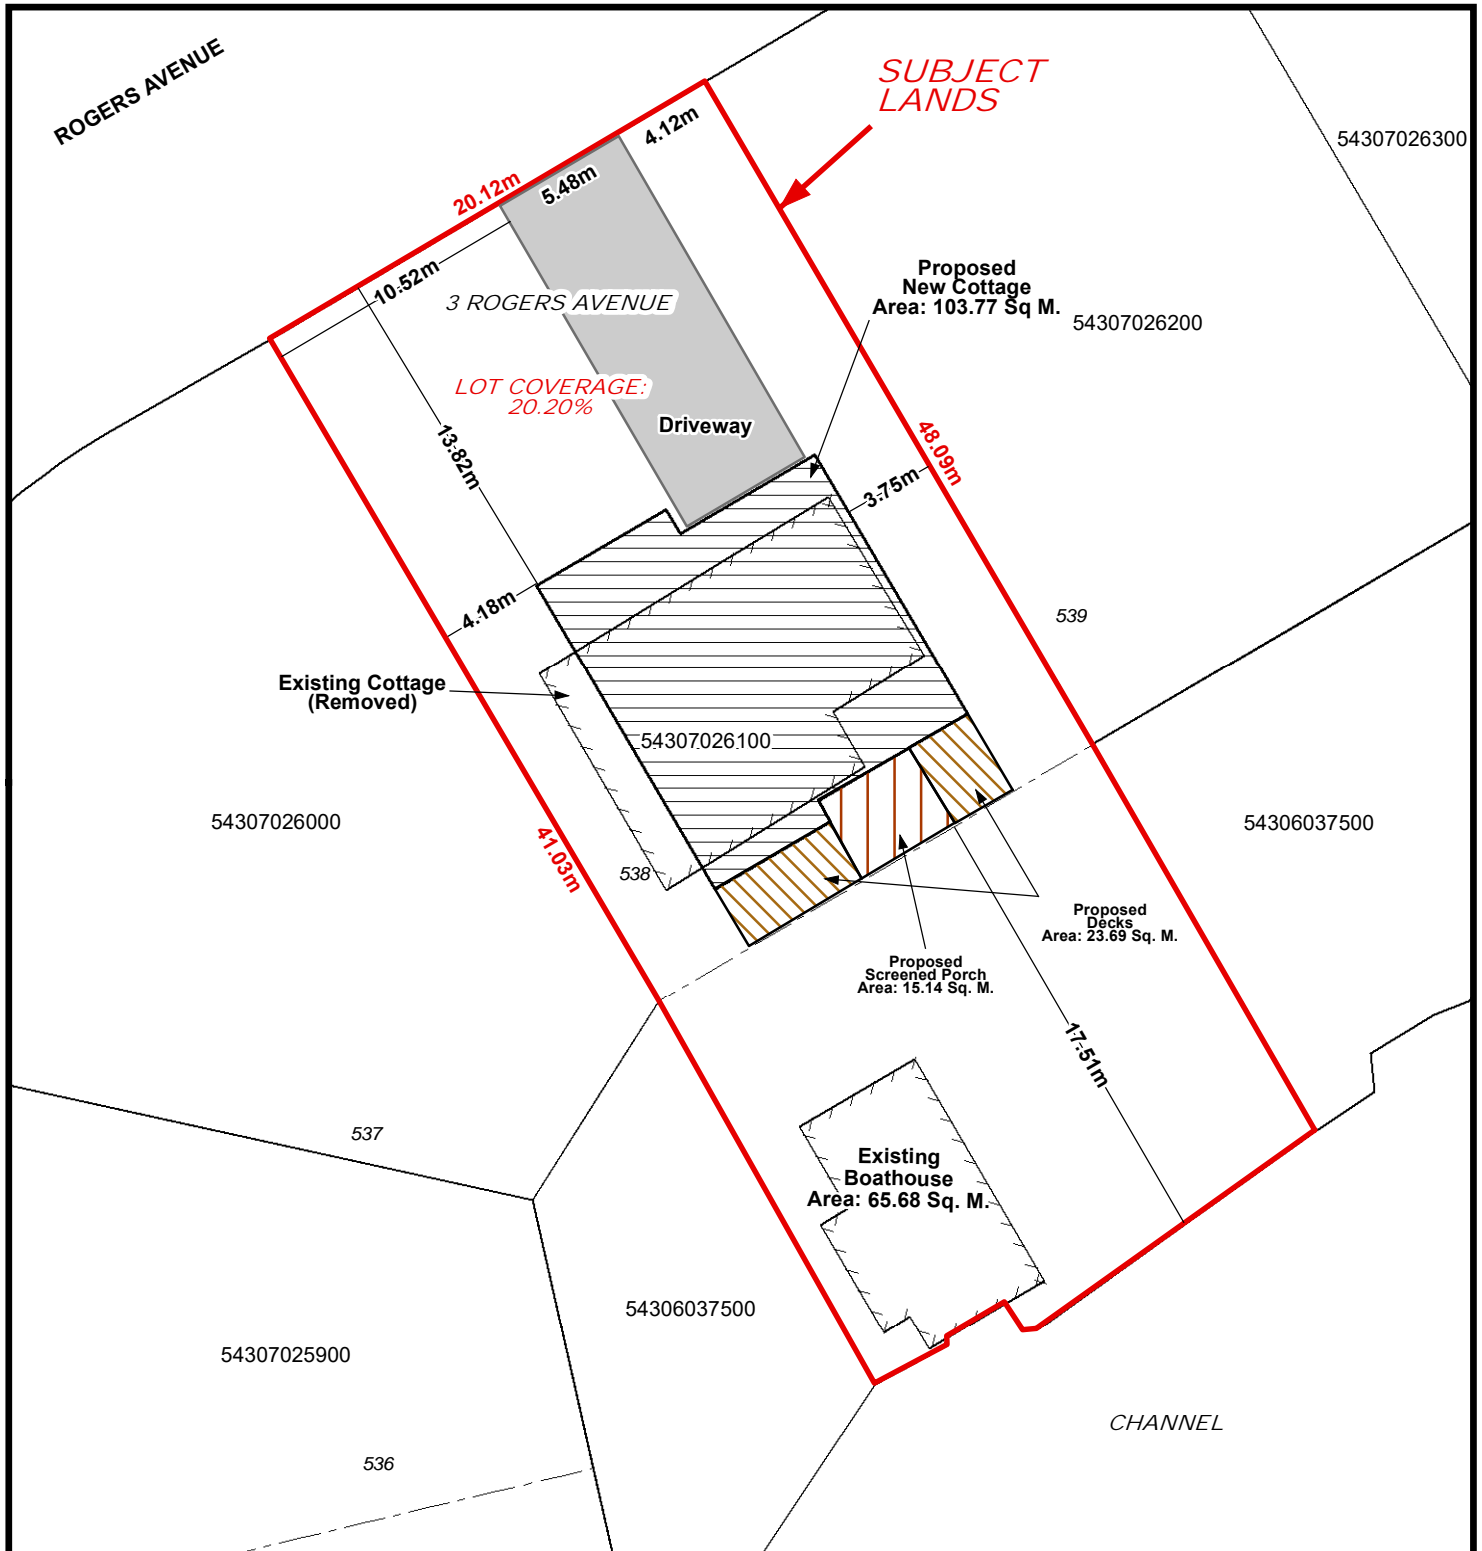 ROGERS AVENUE
SUBJECT
LANDS
4.12m
54307026300
20.12m
5.48m
10.52m
3 ROGERS AVENUE
Proposed
New Cottage
Area: 103.77 Sq M.
54307026200
LOT COVERAGE:
20.20%
Driveway
13.82m
48.09m
3.75m
4.18m
539
Existing Cottage
(Removed)
54307026100
54307026000
41.03m
538
54306037500
Proposed
Decks
Area: 23.69 Sq. M.
Proposed
Screened Porch
Area: 15.14 Sq. M.
17.51m
537
Existing
Boathouse
Area: 65.68 Sq. M.
54306037500
54307025900
CHANNEL
536